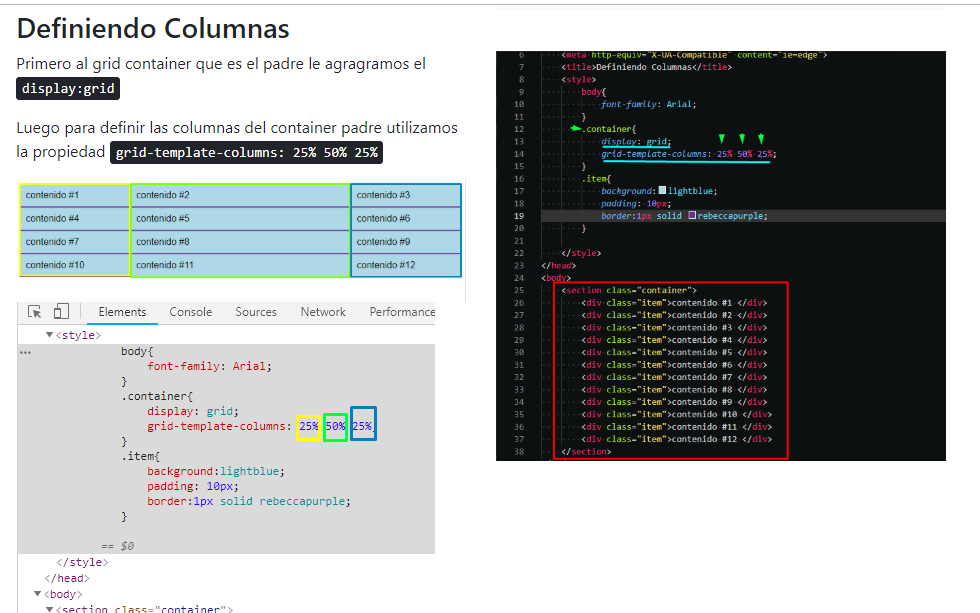 Definiendo Columnas
Primero al grid container que es el padre le agragramos el
display:grid
Luego para definir las columnas del container padre utilizamos
la propiedad grid-template-columns: 25% 50% 25%
contenido #1 contenido #2 contenido #3
contenido #4 contenido #5 contenido #6
contenido #7 contenido #8 contenido #9
contenido #10 contenido #11 contenido #12
Elements Console Sources Network Performance
▼<style>
... body{
font-family: Arial;
}
.container{
display: grid;
grid-template-columns: 25% 50% 25%
}
.item{
background:lightblue;
padding: 10px;
border:1px solid rebeccapurple;
}
== $0
</style>
</head>
▼<body>
▼<section class="container">
6 <meta http-equiv="X-UA-Compatible" content="ie=edge">
7 <title>Definiendo Columnas</title>
8 <style>
9 body{
10 font-family: Arial;
11 }
12 .container{
13 display: grid;
14 grid-template-columns: 25% 50% 25%;
15 }
16 .item{
17 background: lightblue;
18 padding: 10px;
19 border:1px solid rebeccapurple;
20 }
21
22 </style>
23 </head>
24 <body>
25 <section class="container">
26 <div class="item">contenido #1 </div>
27 <div class="item">contenido #2 </div>
28 <div class="item">contenido #3 </div>
29 <div class="item">contenido #4 </div>
30 <div class="item">contenido #5 </div>
31 <div class="item">contenido #6 </div>
32 <div class="item">contenido #7 </div>
33 <div class="item">contenido #8 </div>
34 <div class="item">contenido #9 </div>
35 <div class="item">contenido #10 </div>
36 <div class="item">contenido #11 </div>
37 <div class="item">contenido #12 </div>
38 </section>